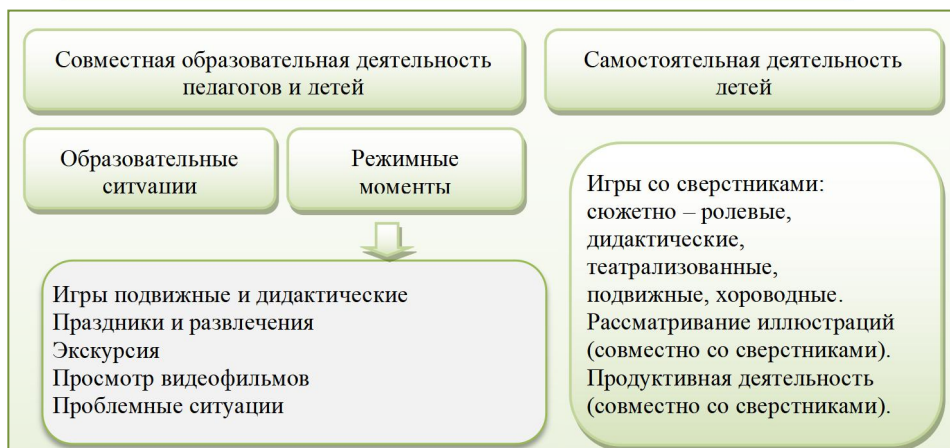 Совместная образовательная деятельность
педагогов и детей
Самостоятельная деятельность
детей
Образовательные
ситуации
Режимные
моменты
Игры подвижные и дидактические
Праздники и развлечения
Экскурсия
Просмотр видеофильмов
Проблемные ситуации
Игры со сверстниками:
сюжетно – ролевые,
дидактические,
театрализованные,
подвижные, хороводные.
Рассматривание иллюстраций
(совместно со сверстниками).
Продуктивная деятельность
(совместно со сверстниками).